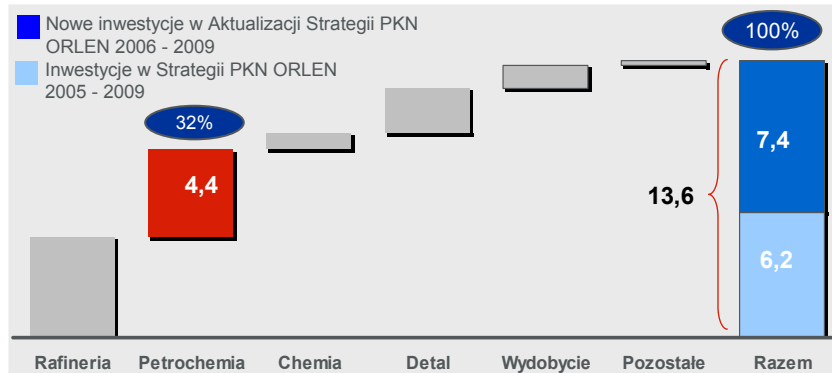 Nowe inwestycje w Aktualizacji Strategii PKN
ORLEN 2006 - 2009
100%
Inwestycje w Strategii PKN ORLEN
2005 - 2009
32%
4,4
7,4
13,6
6,2
Rafineria Petrochemia Chemia Detal Wydobycie Pozostałe Razem